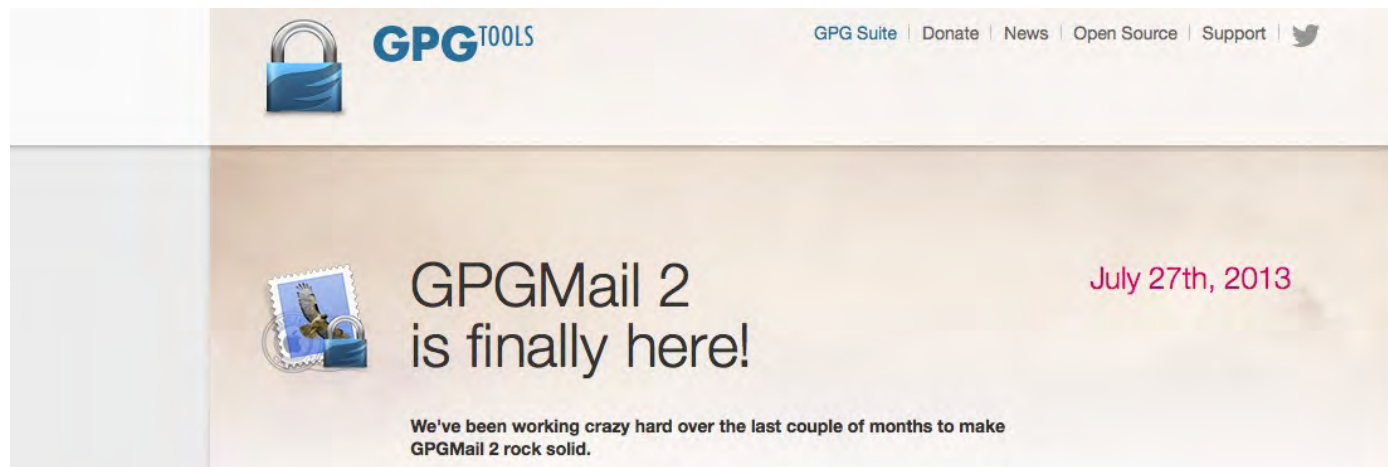 GPGTOOLS
GPG Suite | Donate | News | Open Source | Support |
GPGMail 2
is finally here!
July 27th, 2013
We've been working crazy hard over the last couple of months to make
GPGMail 2 rock solid.